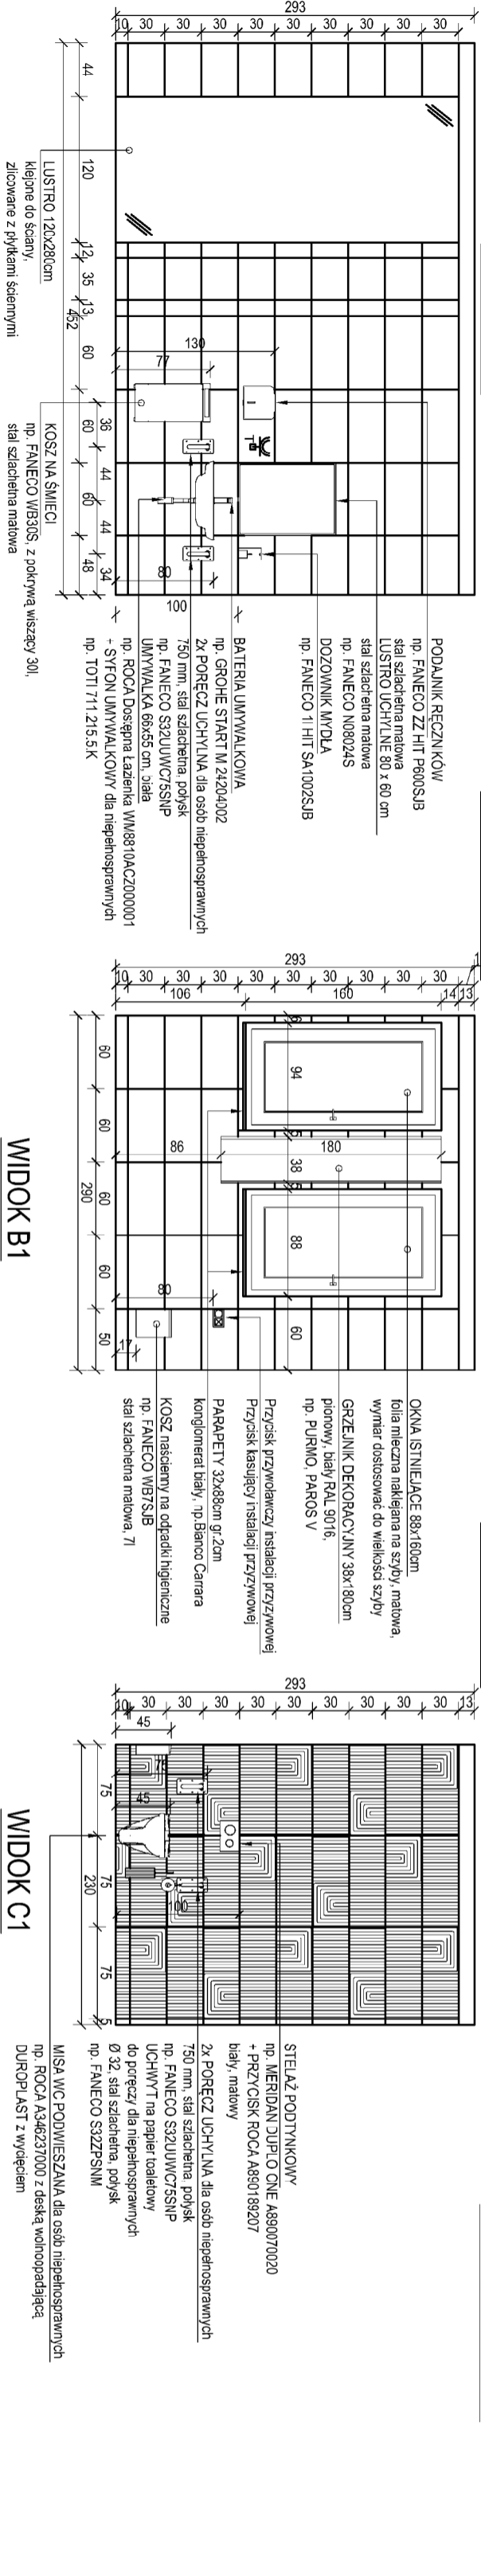 293
10 30 30 30 30 30 30 30 30 30
44 120 12 35 13 60 60 60 48
452
38 44 44 34
130
77
80
100
LUSTRO 120x280cm
klejone do ściany,
zlicowane z płytkami ściennymi
KOSZ NA ŚMIECI
np. FANECO WB30S, z pokrywą wiszący 30l,
stal szlachetna matowa
PODAJNIK RĘCZNIKÓW
np. FANECO ZZ HIT P600SJB
stal szlachetna matowa
LUSTRO UCHYLNE 80 x 60 cm
stal szlachetna matowa
np. FANECO N08024S
DOZOWNIK MYDŁA
np. FANECO 1l HIT SA1002SJB
BATERIA UMYWALKOWA
np. GROHE START M 24204002
2x PORĘCZ UCHYLNA dla osób niepełnosprawnych
750 mm, stal szlachetna, połysk
np. FANECO S32UUWC75SNP
UMYWALKA 66x55 cm, biała
np. ROCA Dostępna Łazienka WM8810ACZ000001
+ SYFON UMYWALKOWY dla niepełnosprawnych
np. TOTI 711.215.5.K
293
10 30 30 30 30 30 30 30 30 30
106 160 14 13
6 94 5 38 5 88 60
86
180
80
17
60 60 60 60 50
290
WIDOK B1
OKNA ISTNIEJĄCE 88x160cm
folia mleczna naklejana na szyby, matowa,
wymiar dostosować do wielkości szyby
GRZEJNIK DEKORACYJNY 38x180cm
pionowy, biały RAL 9016,
np. PURMO, PAROS V
Przycisk przywoławczy instalacji przyzywowej
Przycisk kasujący instalacji przyzywowej
PARAPETY 32x88cm gr.2cm
konglomerat biały, np.Bianco Carrara
KOSZ naścienny na odpadki higieniczne
np. FANECO WB7SJB
stal szlachetna matowa, 7l
293
10 30 30 30 30 30 30 30 30 30 13
45
75
45
100
75 75 75 5
230
WIDOK C1
STELAŻ PODTYNKOWY
np. MERIDAN DUPLO ONE A890070020
+ PRZYCISK ROCA A890189207
biały, matowy
2x PORĘCZ UCHYLNA dla osób niepełnosprawnych
750 mm, stal szlachetna, połysk
np. FANECO S32UUWC75SNP
UCHWYT na papier toaletowy
do poręczy dla niepełnosprawnych
Ø 32, stal szlachetna, połysk
np. FANECO S32ZPSNM
MISA WC PODWIESZANA dla osób niepełnosprawnych
np. ROCA A346237000 z deską wolnoopadającą
DUROPLAST z wycięciem